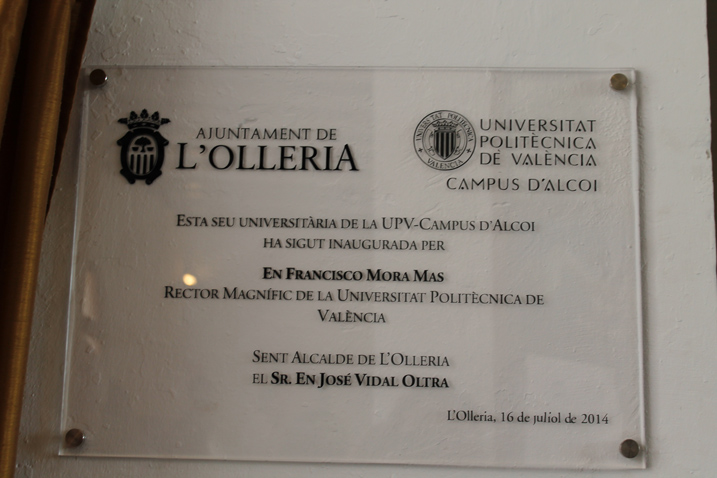 AJUNTAMENT DE
L'OLLERIA
UNIVERSITAT
POLITÈCNICA
DE VALÈNCIA
CAMPUS D'ALCOI
ESTA SEU UNIVERSITÀRIA DE LA UPV-CAMPUS D'ALCOI
HA SIGUT INAUGURADA PER
EN FRANCISCO MORA MAS
RECTOR MAGNÍFIC DE LA UNIVERSITAT POLITÈCNICA DE
VALÈNCIA
SENT ALCALDE DE L'OLLERIA
EL SR. EN JOSÉ VIDAL OLTRA
L'Olleria, 16 de juliol de 2014